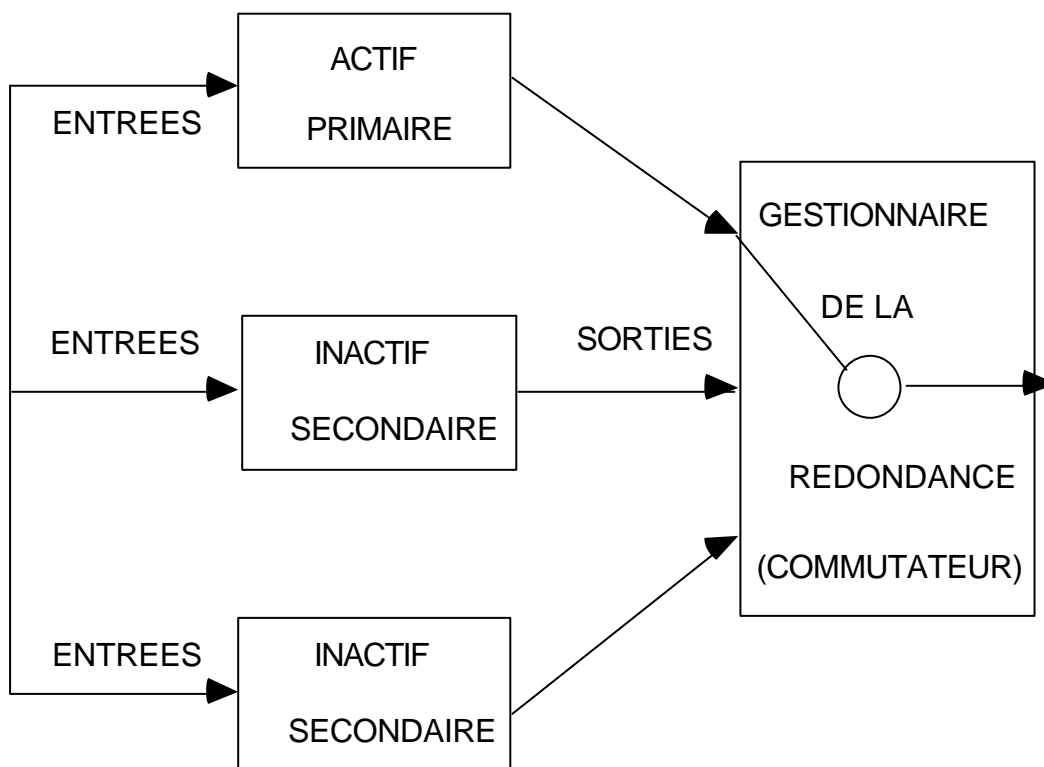 ACTIF
PRIMAIRE
ENTREES
GESTIONNAIRE
DE LA
REDONDANCE
(COMMUTATEUR)
ENTREES
INACTIF
SECONDAIRE
SORTIES
ENTREES
INACTIF
SECONDAIRE